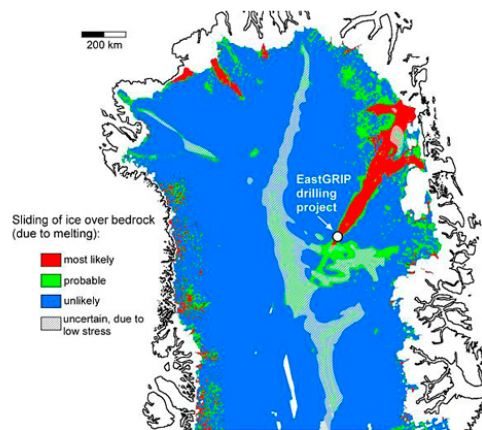 200 km
EastGRIP
drilling
project
Sliding of ice over bedrock
(due to melting):
most likely
probable
unlikely
uncertain, due to
low stress